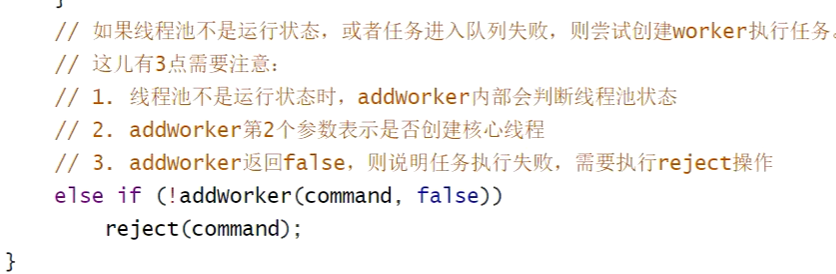 }
// 如果线程池不是运行状态，或者任务进入队列失败，则尝试创建worker执行任务。
// 这儿有3点需要注意：
// 1. 线程池不是运行状态时，addWorker内部会判断线程池状态
// 2. addWorker第2个参数表示是否创建核心线程
// 3. addWorker返回false，则说明任务执行失败，需要执行reject操作
else if (!addWorker(command, false))
reject(command);
}